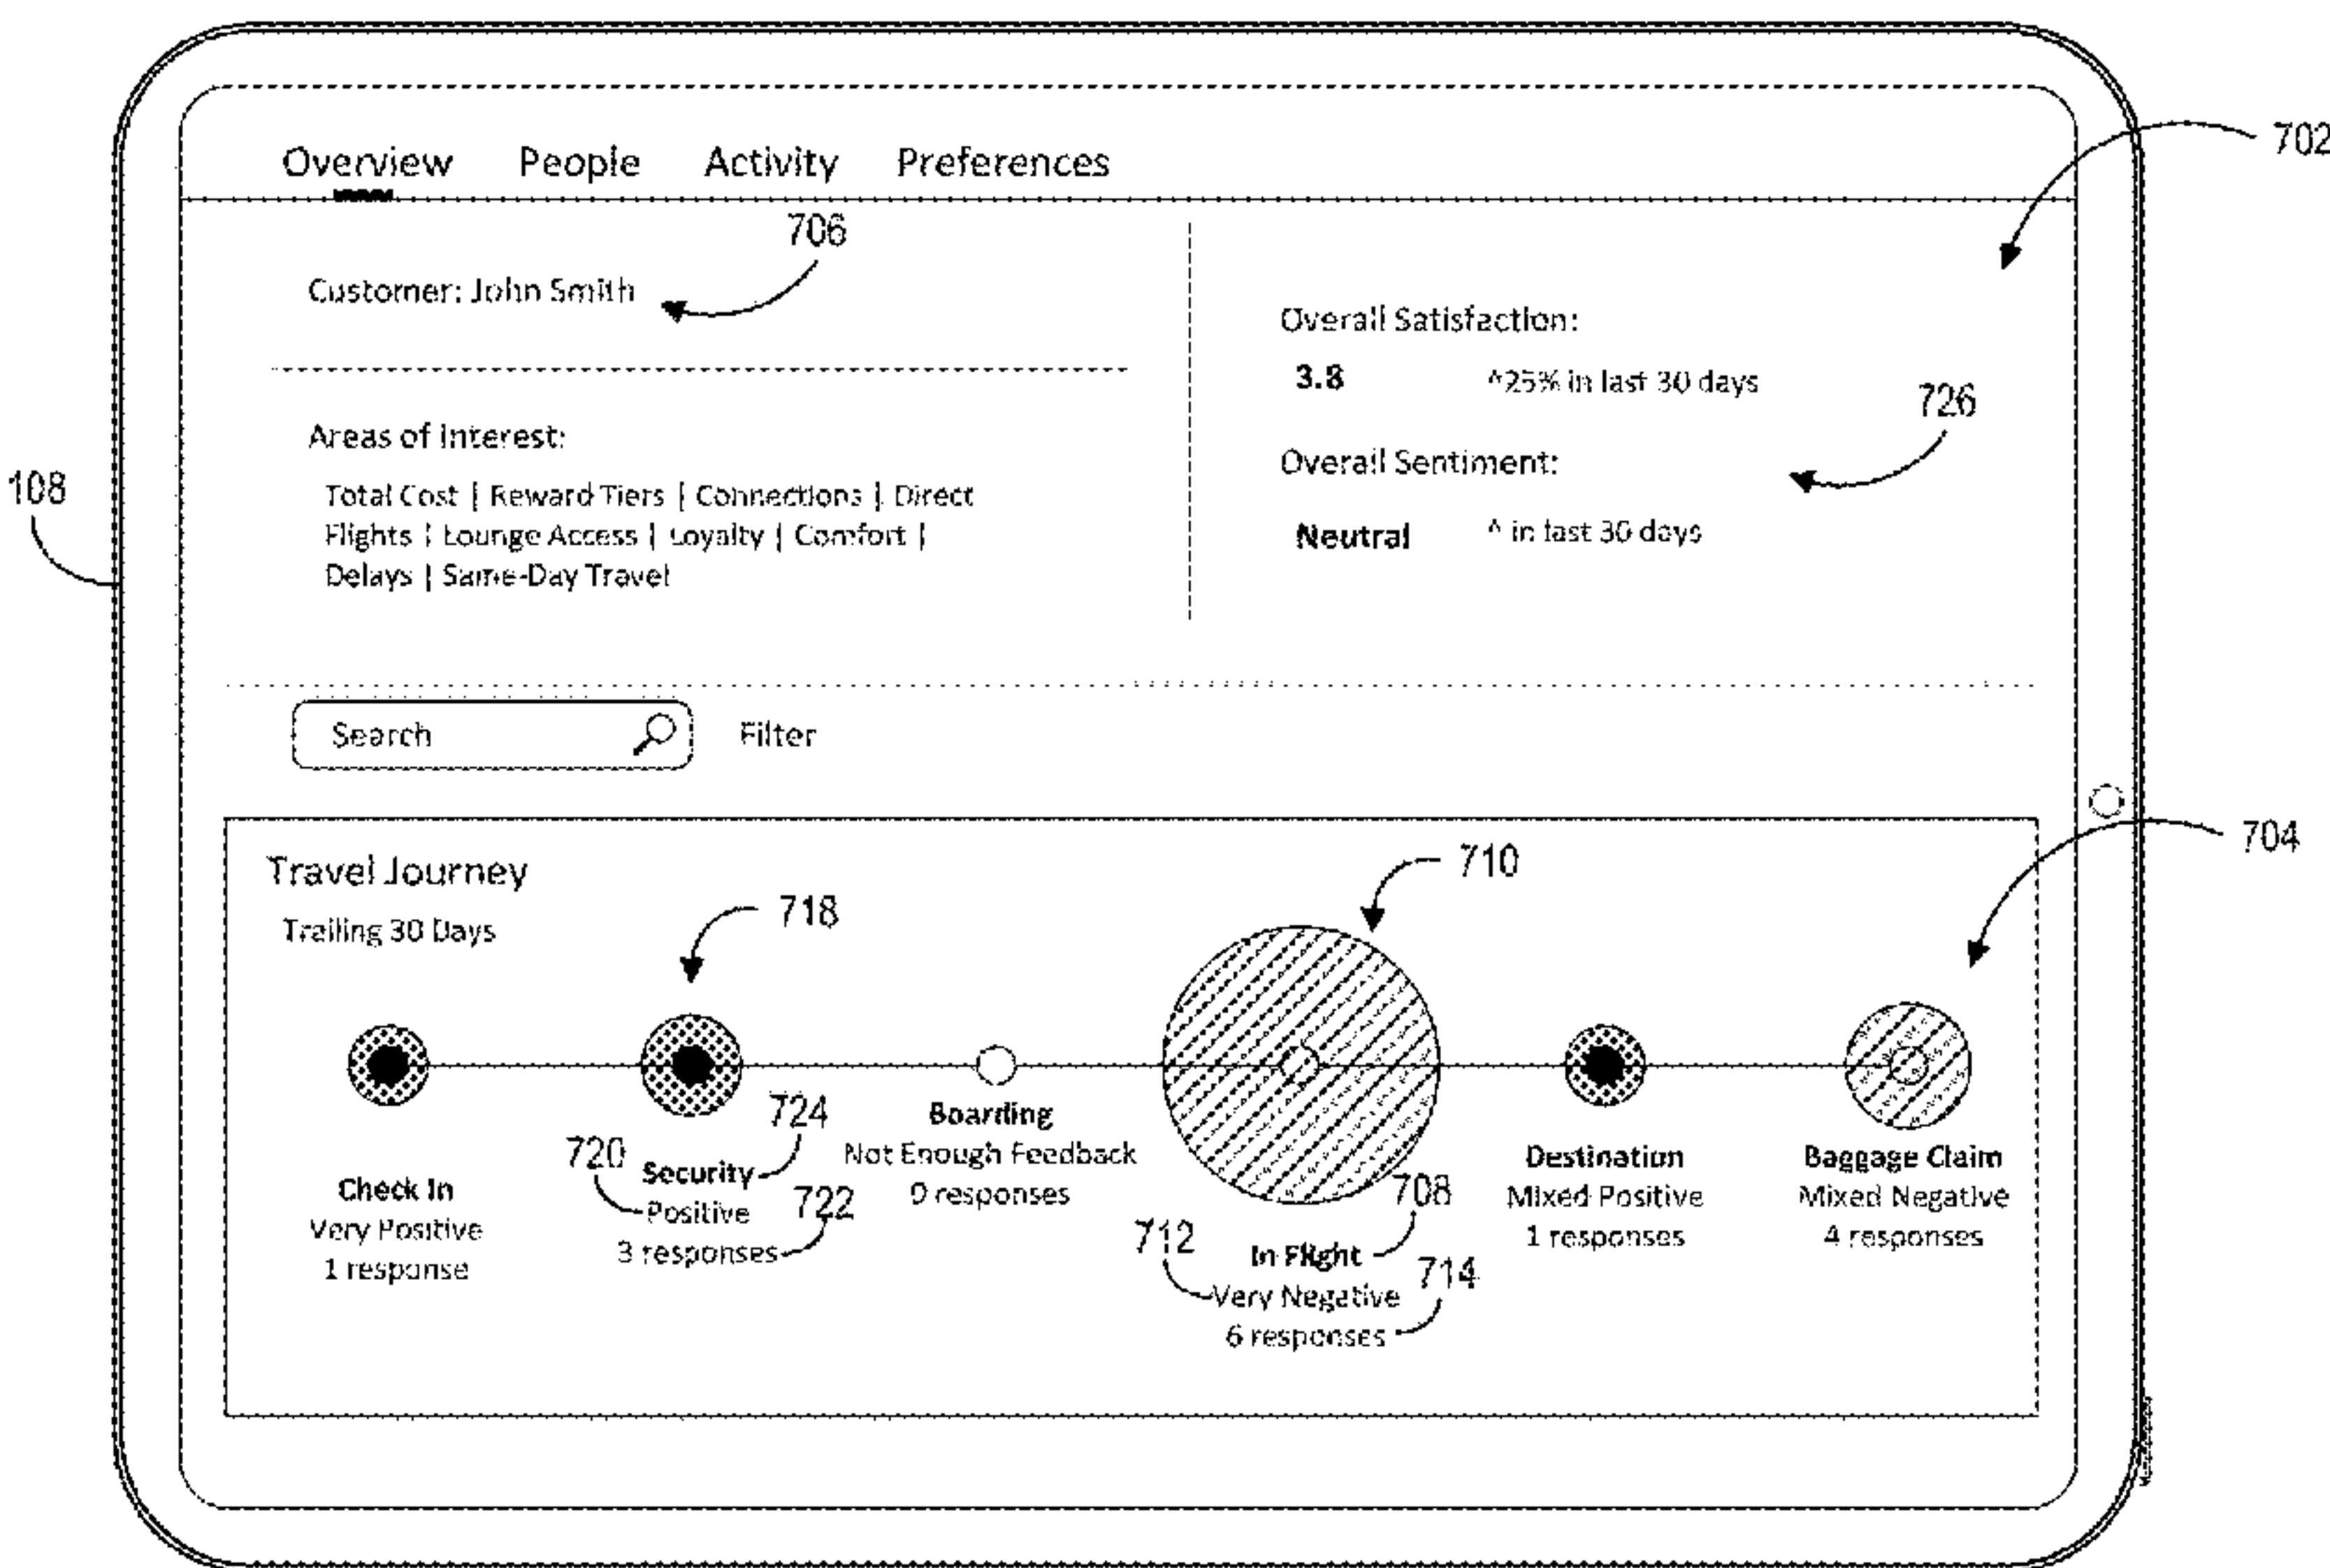 Overview People Activity Preferences
702
706
Customer: John Smith
Overall Satisfaction:
3.8 ^25% in last 30 days
726
Areas of Interest:
Overall Sentiment:
108
Total Cost | Reward Tiers | Connections | Direct
Flights | Lounge Access | Loyalty | Comfort |
Delays | Same-Day Travel
Neutral ^ in last 30 days
Search Filter
704
Travel Journey
Trailing 30 Days
718
710
Check In
Very Positive
1 response
720
724
Security
Positive
722
3 responses
Boarding
Not Enough Feedback
0 responses
708
712
In Flight
714
Very Negative
6 responses
Destination
Mixed Positive
1 responses
Baggage Claim
Mixed Negative
4 responses